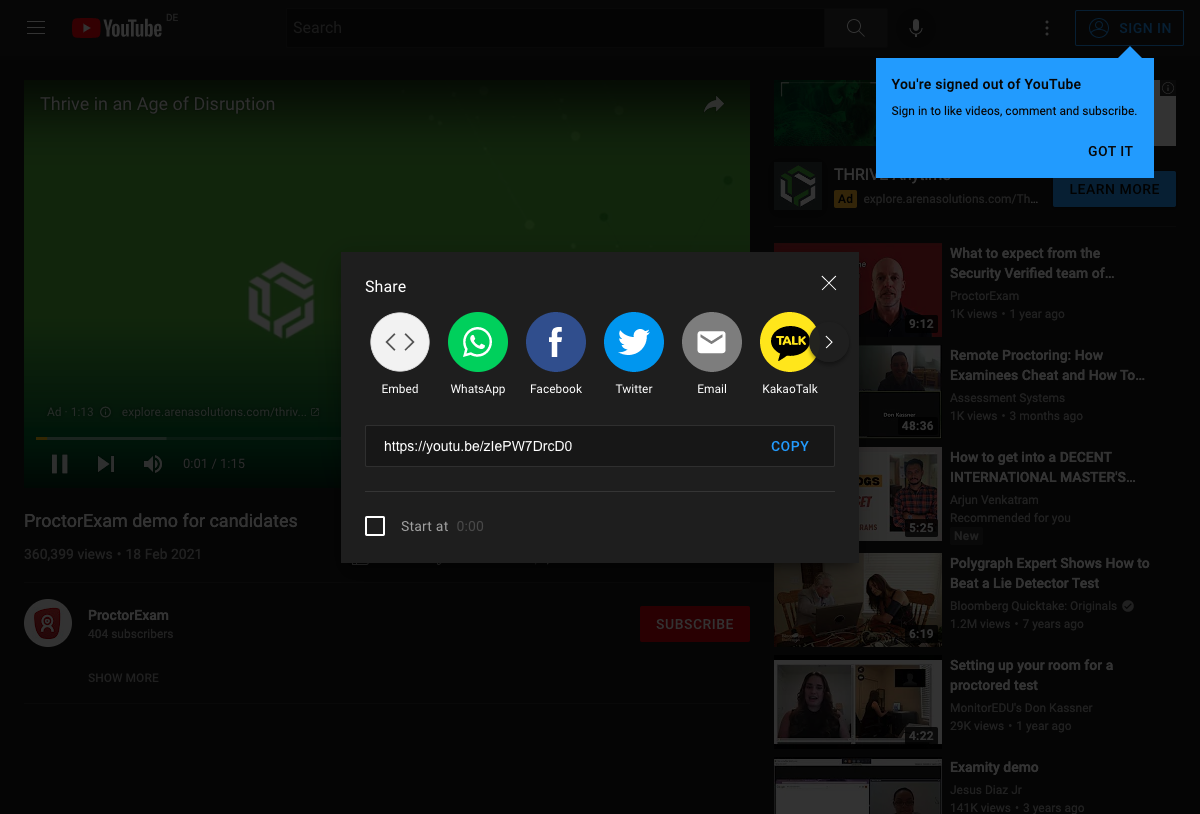 YouTube DE
Search
SIGN IN
You're signed out of YouTube
Sign in to like videos, comment and subscribe.
GOT IT
Thrive in an Age of Disruption
THRIVE Anytime
Ad explore.arenasolutions.com/Th...
LEARN MORE
Share
Embed
WhatsApp
Facebook
Twitter
Email
TALK
KakaoTalk
https://youtu.be/zIePW7DrcD0
COPY
Start at 0:00
Ad · 1:13 explore.arenasolutions.com/thriv...
0:01 / 1:15
ProctorExam demo for candidates
360,399 views • 18 Feb 2021
ProctorExam
404 subscribers
SUBSCRIBE
SHOW MORE
What to expect from the
Security Verified team of…
ProctorExam
1K views • 1 year ago
9:12
Remote Proctoring: How
Examinees Cheat and How To…
Assessment Systems
1K views • 3 months ago
Don Kassner
48:36
How to get into a DECENT
INTERNATIONAL MASTER'S…
Arjun Venkatram
Recommended for you
New
5:25
Polygraph Expert Shows How to
Beat a Lie Detector Test
Bloomberg Quicktake: Originals
1.2M views • 7 years ago
6:19
Setting up your room for a
proctored test
MonitorEDU's Don Kassner
29K views • 1 year ago
4:22
Examity demo
Jesus Diaz Jr
141K views • 3 years ago